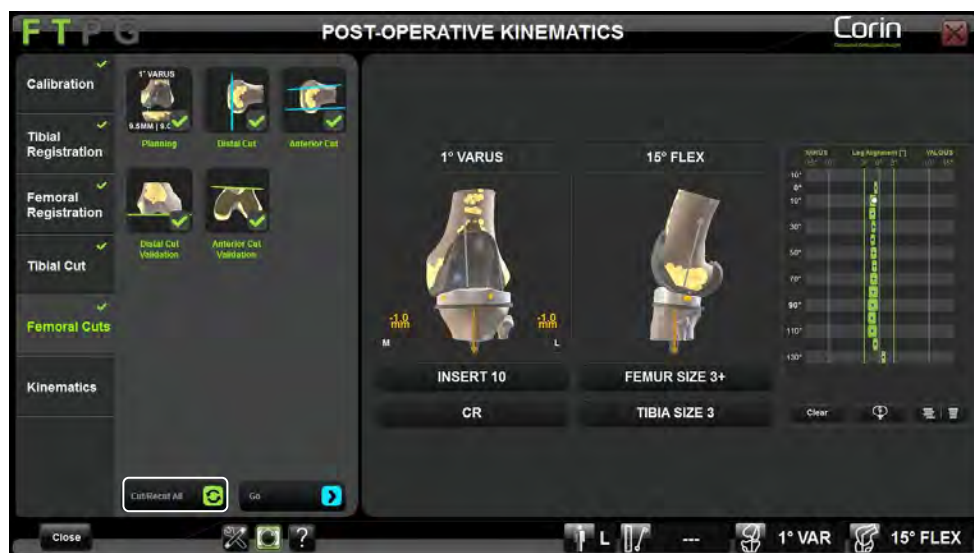 FTPG
POST-OPERATIVE KINEMATICS
Corin
Calibration
Tibial
Registration
Femoral
Registration
Tibial Cut
Femoral Cuts
Kinematics
1° VARUS
9.5MM | 9.0
Planning
Distal Cut
Anterior Cut
Distal Cut
Validation
Anterior Cut
Validation
Cut/Recut All
Go
1° VARUS
15° FLEX
-1.0
mm
-1.0
mm
M
L
INSERT 10
FEMUR SIZE 3+
CR
TIBIA SIZE 3
VARUS
Leg Alignment [°]
VALGUS
10°
0°
10°
30°
50°
70°
90°
110°
130°
Clear
Close
?
L
---
1° VAR
15° FLEX